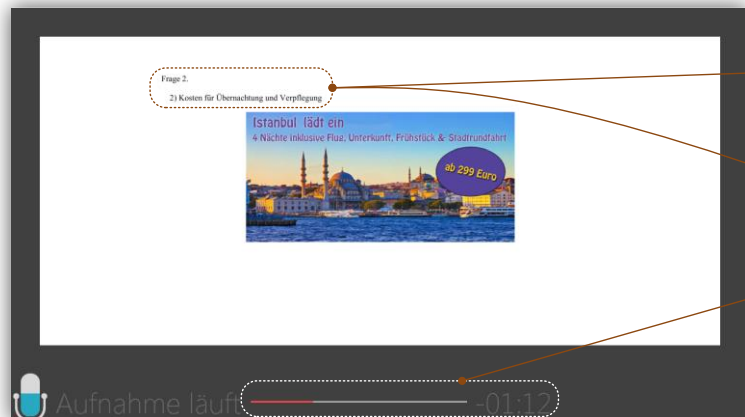 Frage 2.
2) Kosten für Übernachtung und Verpflegung
Istanbul lädt ein
4 Nächte inklusive Flug, Unterkunft, Frühstück & Stadtrundfahrt
ab 299 Euro
Aufnahme läuft -01:12